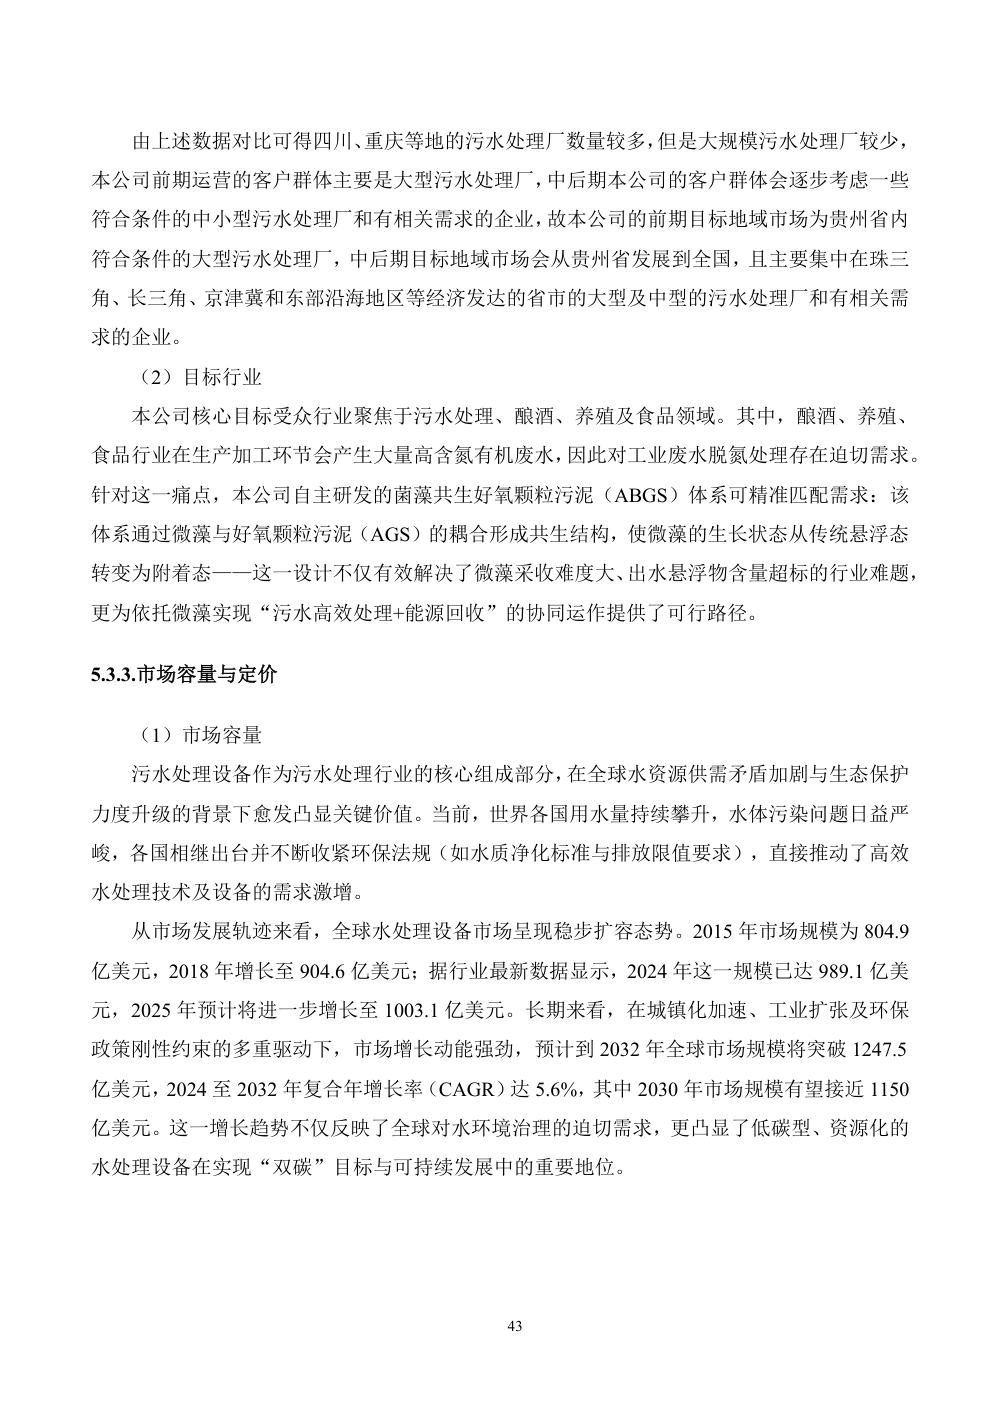 由上述数据对比可得四川、重庆等地的污水处理厂数量较多，但是大规模污水处理厂较少，
本公司前期运营的客户群体主要是大型污水处理厂，中后期本公司的客户群体会逐步考虑一些
符合条件的中小型污水处理厂和有相关需求的企业，故本公司的前期目标地域市场为贵州省内
符合条件的大型污水处理厂，中后期目标地域市场会从贵州省发展到全国，且主要集中在珠三
角、长三角、京津冀和东部沿海地区等经济发达的省市的大型及中型的污水处理厂和有相关需
求的企业。
（2）目标行业
本公司核心目标受众行业聚焦于污水处理、酿酒、养殖及食品领域。其中，酿酒、养殖、
食品行业在生产加工环节会产生大量高含氮有机废水，因此对工业废水脱氮处理存在迫切需求。
针对这一痛点，本公司自主研发的菌藻共生好氧颗粒污泥（ABGS）体系可精准匹配需求：该
体系通过微藻与好氧颗粒污泥（AGS）的耦合形成共生结构，使微藻的生长状态从传统悬浮态
转变为附着态——这一设计不仅有效解决了微藻采收难度大、出水悬浮物含量超标的行业难题，
更为依托微藻实现“污水高效处理+能源回收”的协同运作提供了可行路径。
5.3.3.市场容量与定价
（1）市场容量
污水处理设备作为污水处理行业的核心组成部分，在全球水资源供需矛盾加剧与生态保护
力度升级的背景下愈发凸显关键价值。当前，世界各国用水量持续攀升，水体污染问题日益严
峻，各国相继出台并不断收紧环保法规（如水质净化标准与排放限值要求），直接推动了高效
水处理技术及设备的需求激增。
从市场发展轨迹来看，全球水处理设备市场呈现稳步扩容态势。2015 年市场规模为 804.9
亿美元，2018 年增长至 904.6 亿美元；据行业最新数据显示，2024 年这一规模已达 989.1 亿美
元，2025 年预计将进一步增长至 1003.1 亿美元。长期来看，在城镇化加速、工业扩张及环保
政策刚性约束的多重驱动下，市场增长动能强劲，预计到 2032 年全球市场规模将突破 1247.5
亿美元，2024 至 2032 年复合年增长率（CAGR）达 5.6%，其中 2030 年市场规模有望接近 1150
亿美元。这一增长趋势不仅反映了全球对水环境治理的迫切需求，更凸显了低碳型、资源化的
水处理设备在实现“双碳”目标与可持续发展中的重要地位。
43